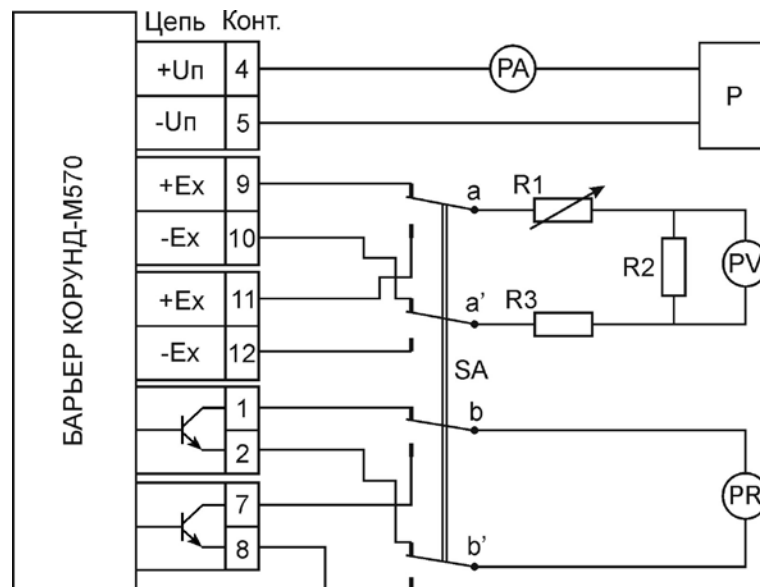 Цепь Конт.
+Uп 4
PA
P
-Uп 5
+Ex 9
a
R1
-Ex 10
R2
PV
+Ex 11
a'
R3
-Ex 12
SA
1
b
2
PR
7
8
b'
БАРЬЕР КОРУНД-М570